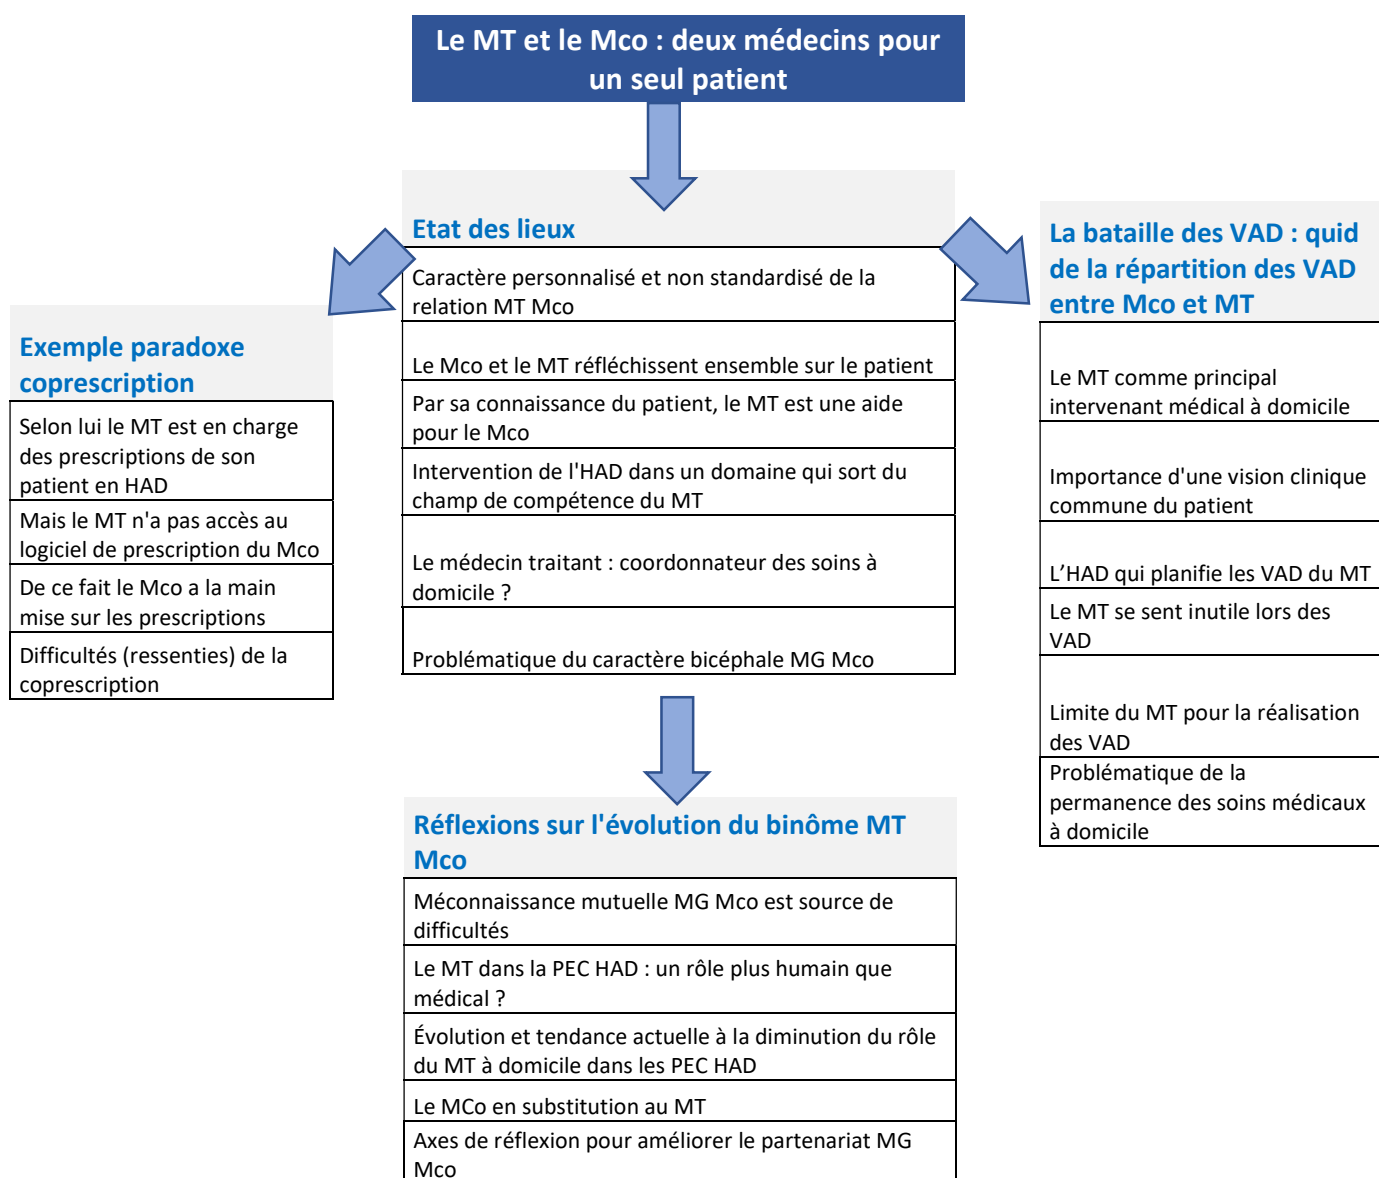 Le MT et le Mco : deux médecins pour
un seul patient
Etat des lieux
Caractère personnalisé et non standardisé de la
relation MT Mco
Le Mco et le MT réfléchissent ensemble sur le patient
Par sa connaissance du patient, le MT est une aide
pour le Mco
Intervention de l'HAD dans un domaine qui sort du
champ de compétence du MT
Le médecin traitant : coordonnateur des soins à
domicile ?
Problématique du caractère bicéphale MG Mco
Exemple paradoxe
coprescription
Selon lui le MT est en charge
des prescriptions de son
patient en HAD
Mais le MT n'a pas accès au
logiciel de prescription du Mco
De ce fait le Mco a la main
mise sur les prescriptions
Difficultés (ressenties) de la
coprescription
La bataille des VAD : quid
de la répartition des VAD
entre Mco et MT
Le MT comme principal
intervenant médical à domicile
Importance d'une vision clinique
commune du patient
L’HAD qui planifie les VAD du MT
Le MT se sent inutile lors des
VAD
Limite du MT pour la réalisation
des VAD
Problématique de la
permanence des soins médicaux
à domicile
Réflexions sur l'évolution du binôme MT
Mco
Méconnaissance mutuelle MG Mco est source de
difficultés
Le MT dans la PEC HAD : un rôle plus humain que
médical ?
Évolution et tendance actuelle à la diminution du rôle
du MT à domicile dans les PEC HAD
Le MCo en substitution au MT
Axes de réflexion pour améliorer le partenariat MG
Mco